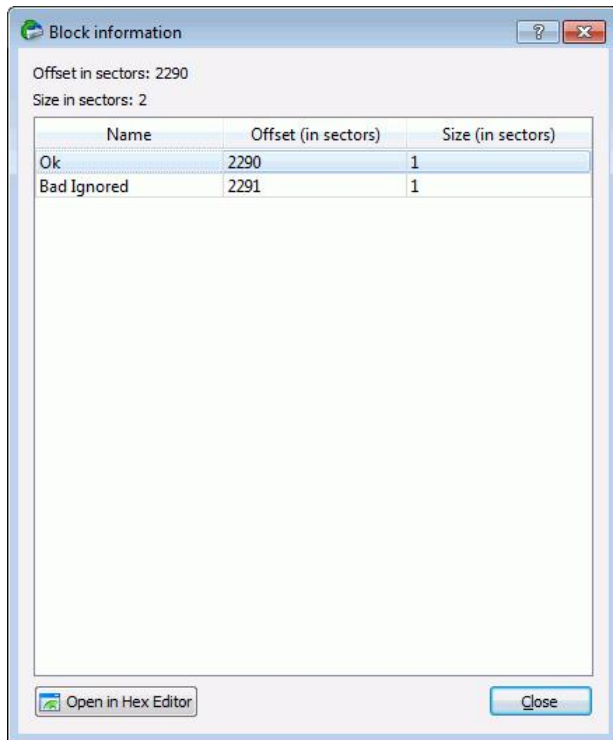 Block information
Offset in sectors: 2290
Size in sectors: 2
Name Offset (in sectors) Size (in sectors)
Ok 2290 1
Bad Ignored 2291 1
Open in Hex Editor Close